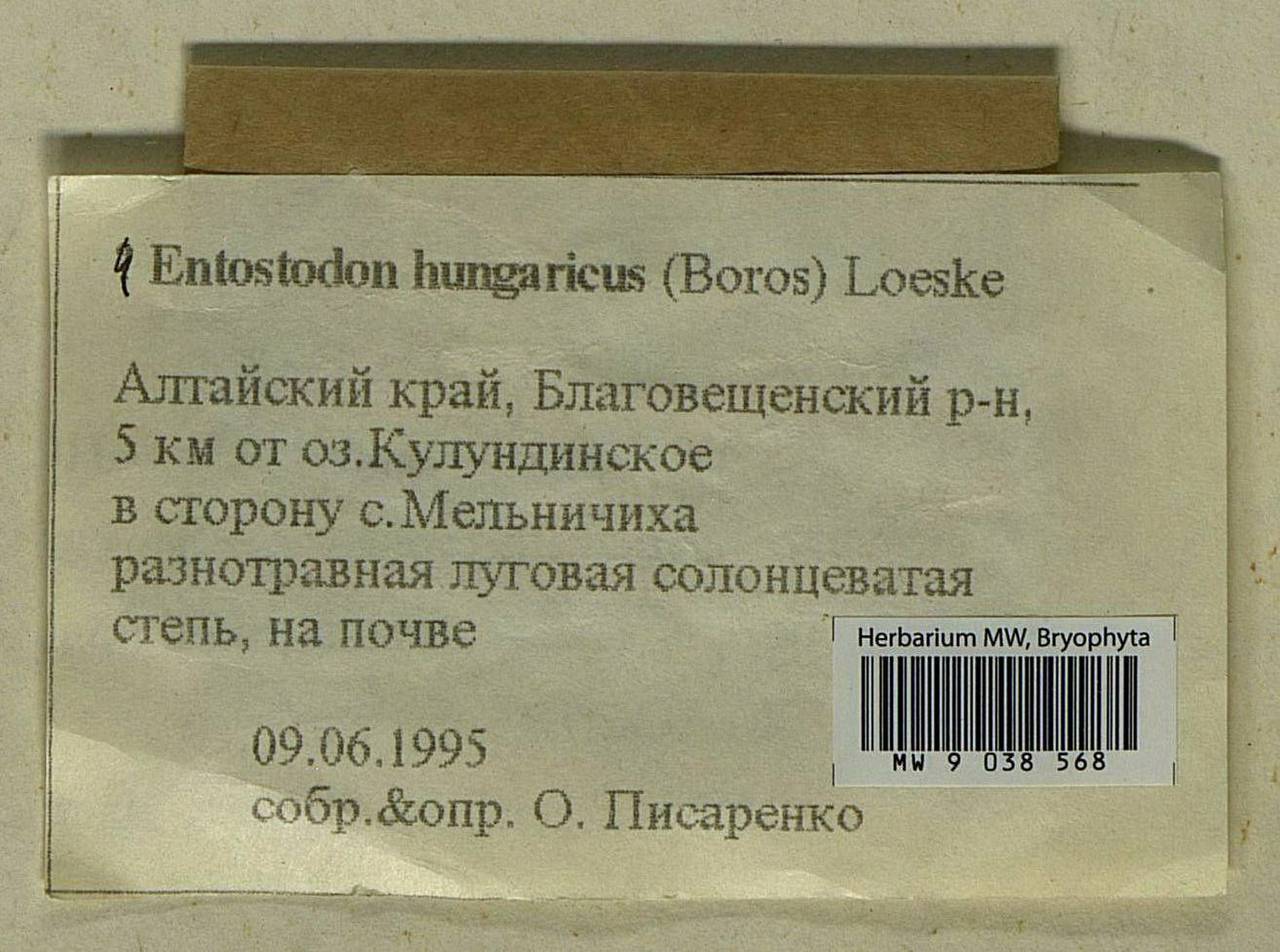 Entostodon hungaricus (Boros) Loeske
Алтайский край, Благовещенский р-н,
5 км от оз.Кулундинское
в сторону с.Мельничиха
разнотравная луговая солонцеватая
степь, на почве
Herbarium MW, Bryophyta
MW 9 038 568
09.06.1995
собр.&опр. О. Писаренко